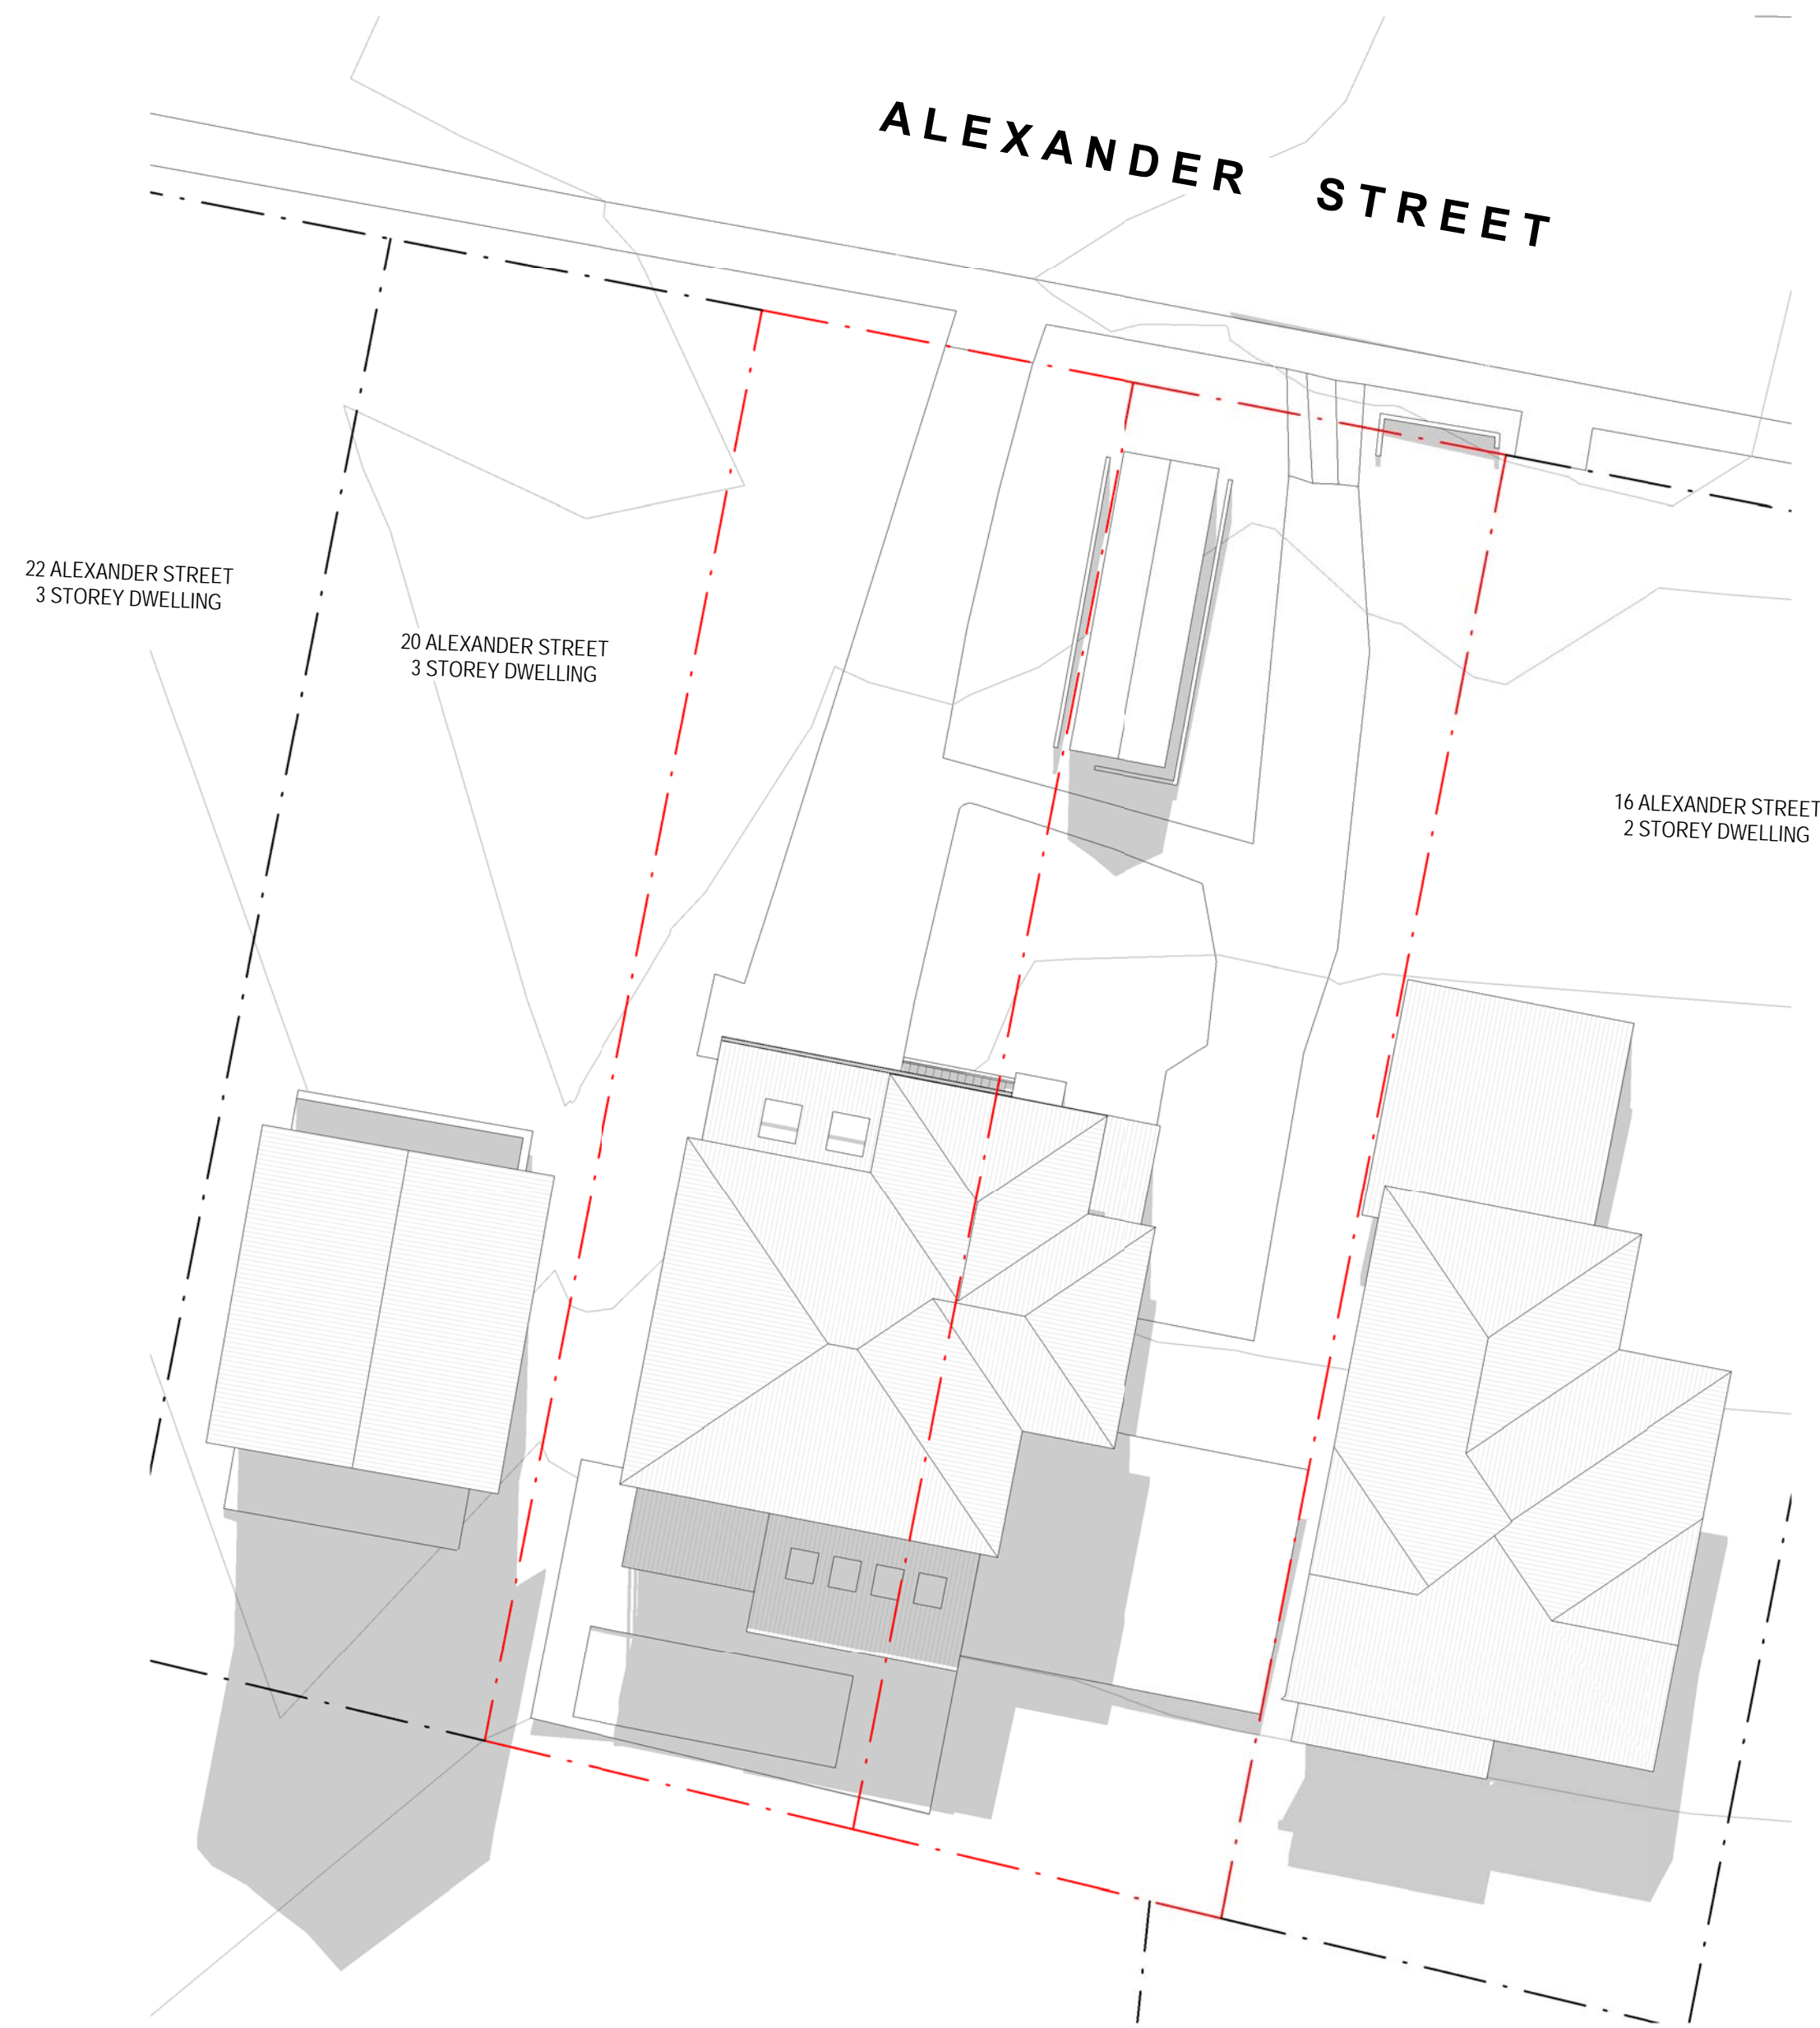 ALEXANDER STREET
22 ALEXANDER STREET
3 STOREY DWELLING
20 ALEXANDER STREET
3 STOREY DWELLING
16 ALEXANDER STREET
2 STOREY DWELLING